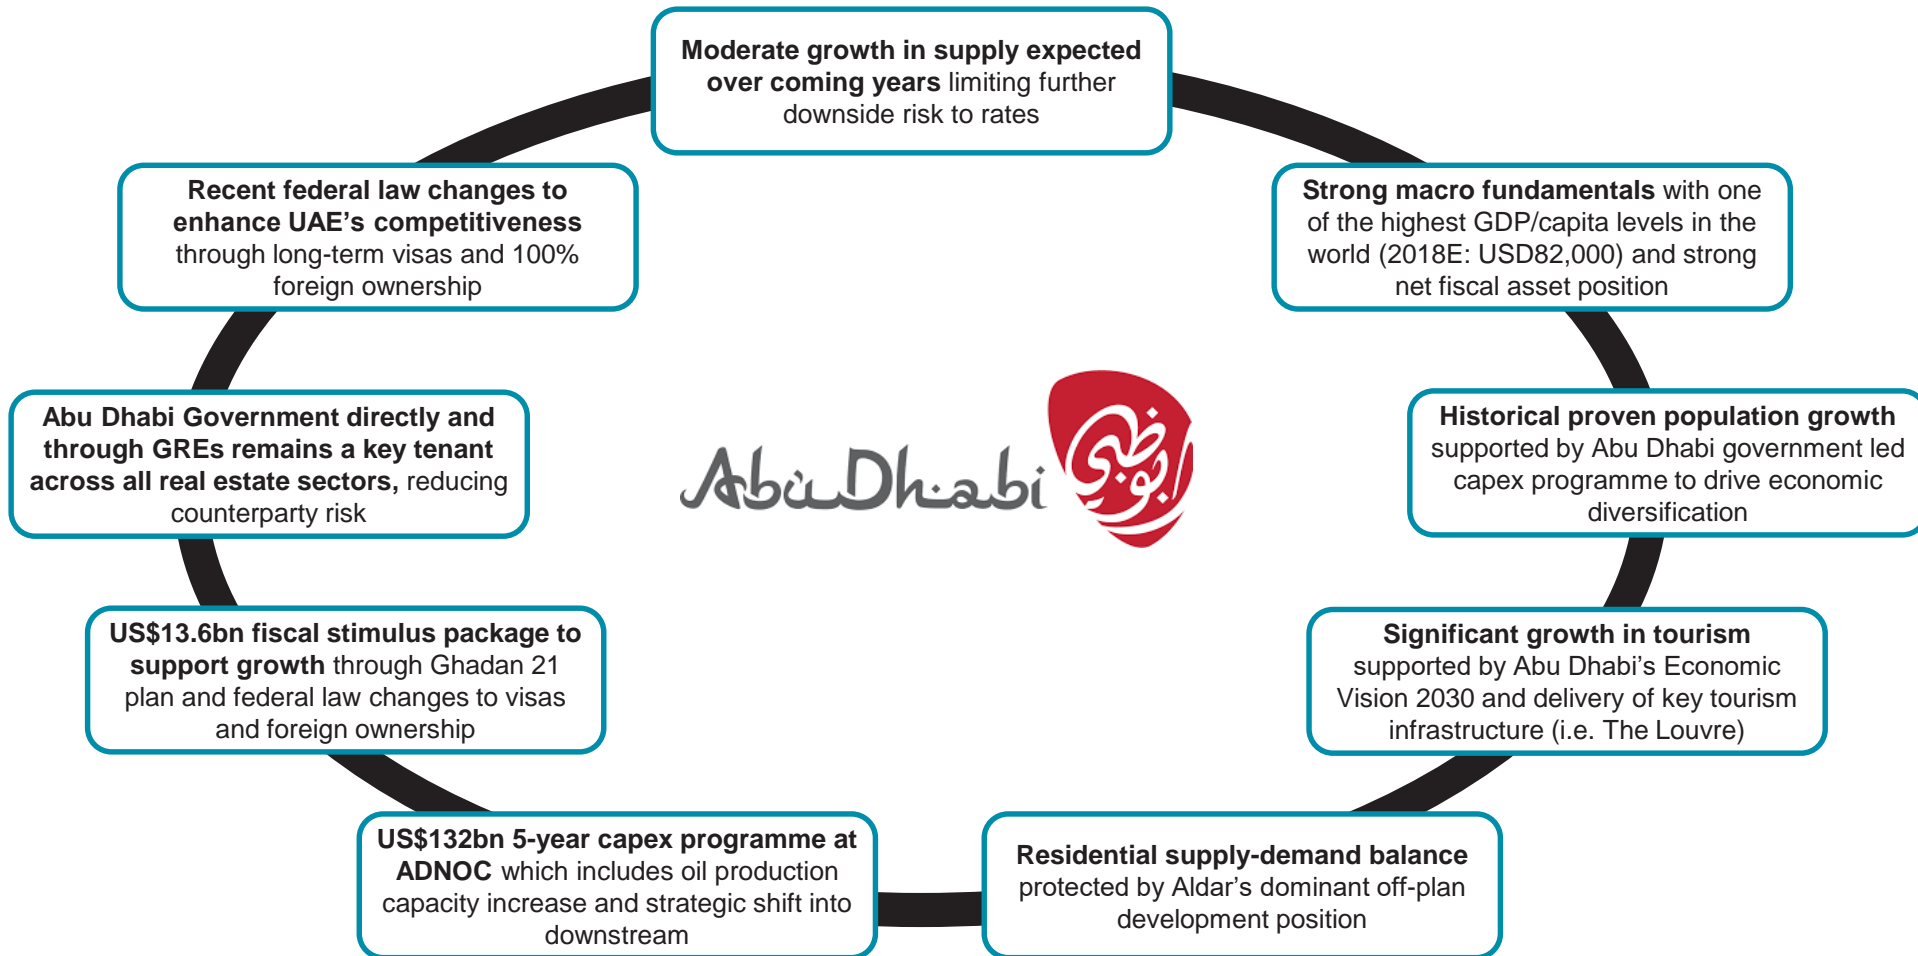 Moderate growth in supply expected
over coming years limiting further
downside risk to rates
Strong macro fundamentals with one
of the highest GDP/capita levels in the
world (2018E: USD82,000) and strong
net fiscal asset position
Historical proven population growth
supported by Abu Dhabi government led
capex programme to drive economic
diversification
Significant growth in tourism
supported by Abu Dhabi’s Economic
Vision 2030 and delivery of key tourism
infrastructure (i.e. The Louvre)
Residential supply-demand balance
protected by Aldar’s dominant off-plan
development position
US$132bn 5-year capex programme at
ADNOC which includes oil production
capacity increase and strategic shift into
downstream
US$13.6bn fiscal stimulus package to
support growth through Ghadan 21
plan and federal law changes to visas
and foreign ownership
Abu Dhabi Government directly and
through GREs remains a key tenant
across all real estate sectors, reducing
counterparty risk
Recent federal law changes to
enhance UAE’s competitiveness
through long-term visas and 100%
foreign ownership
Abu Dhabi
ابوظبي